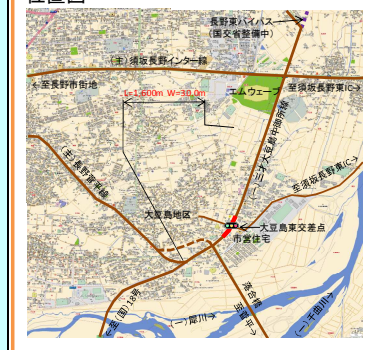 位置図
長野東バイパス
(国交省整備中)
(主)須坂長野インター線
←至長野市街地
エムウェーブ
至須坂長野東IC→
L=1,600m W=30.0m
(一)三才大豆島中御所線
(主)長野菅平線
至須坂長野東IC→
大豆島地区
大豆島東交差点
市営住宅
落合橋
至菅平→
←至(国)18号
(一)犀川→
(一)千曲川→